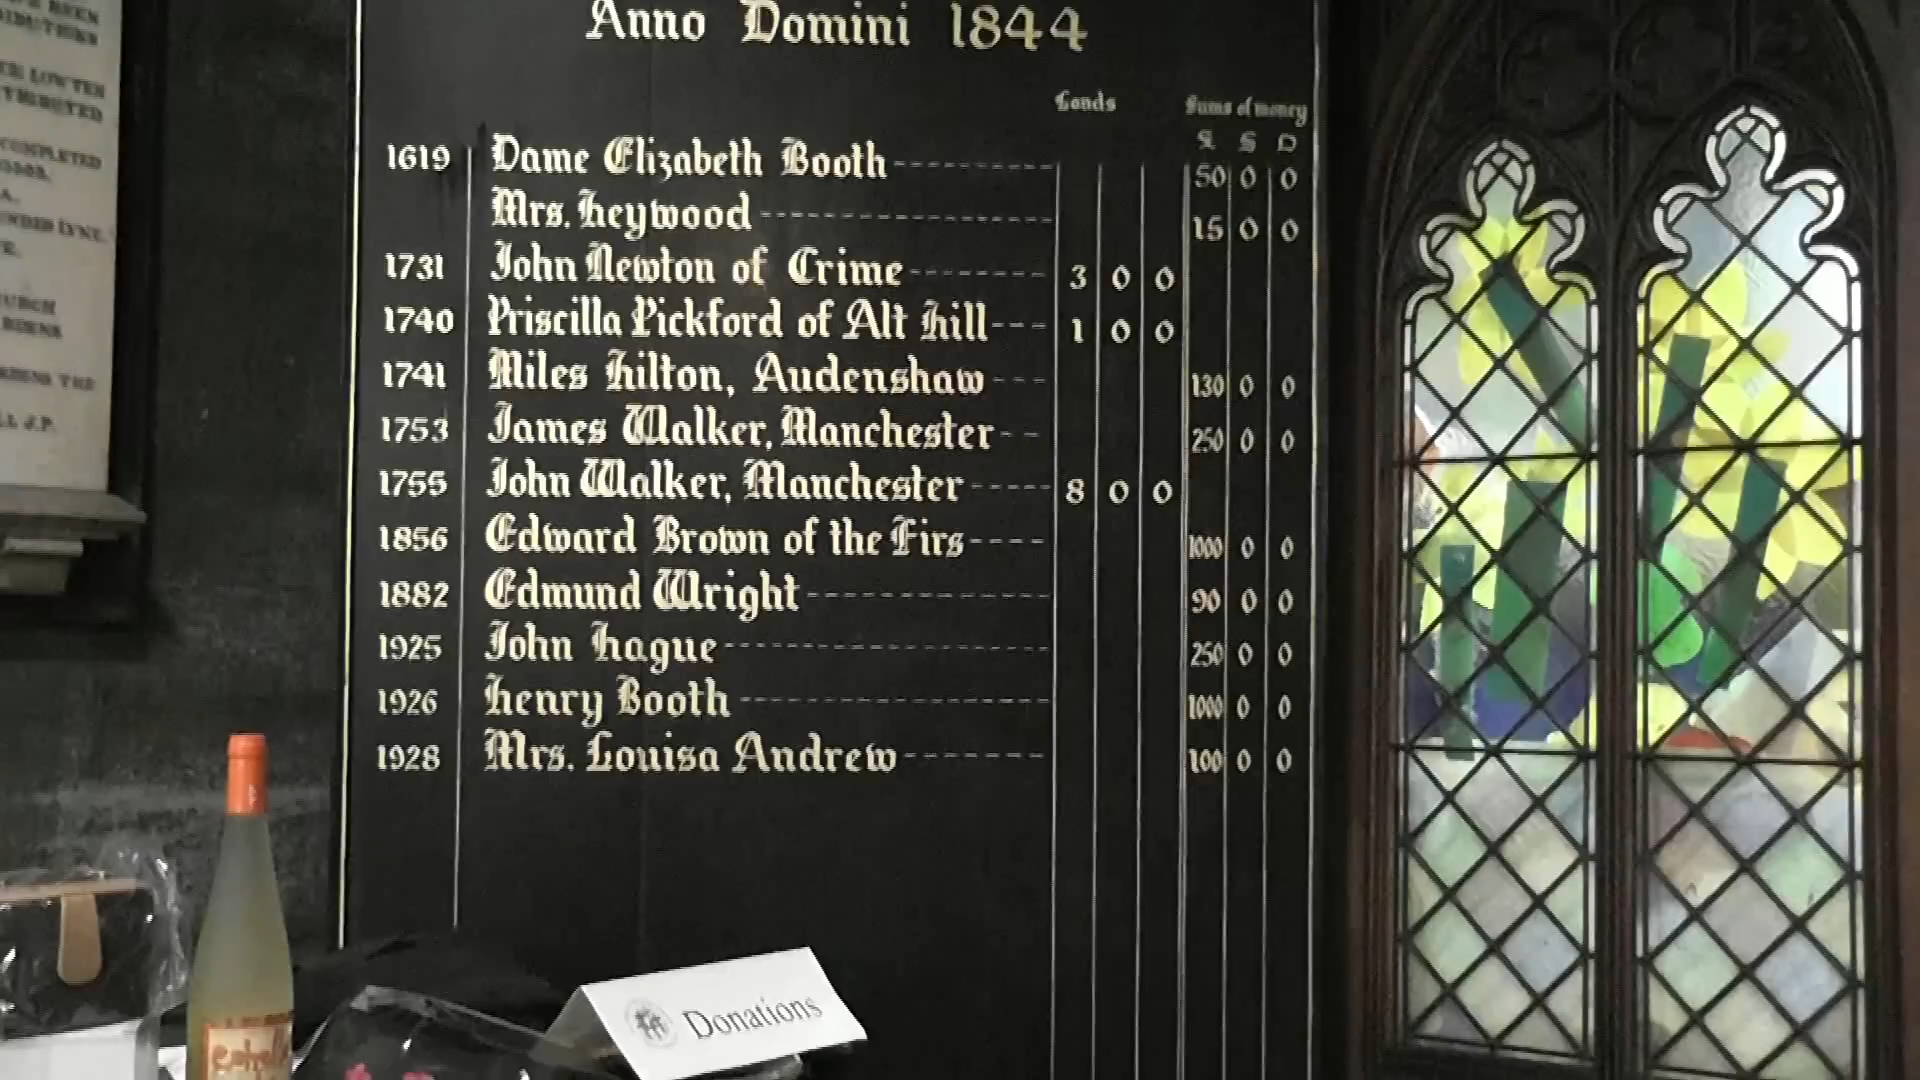 BEEN
LOWTEN
COMPLETED
J.P.
Anno Domini 1844
Lands Sums of money
£ S D
1619 Dame Elizabeth Booth 50 0 0
Mrs. Heywood 15 0 0
1731 John Newton of Crime 3 0 0
1740 Priscilla Pickford of Alt Hill 1 0 0
1741 Miles Hilton, Audenshaw 130 0 0
1753 James Walker, Manchester 250 0 0
1755 John Walker, Manchester 8 0 0
1856 Edward Brown of the Firs 1000 0 0
1882 Edmund Wright 90 0 0
1925 John Hague 250 0 0
1926 Henry Booth 1000 0 0
1928 Mrs. Louisa Andrew 100 0 0
Donations